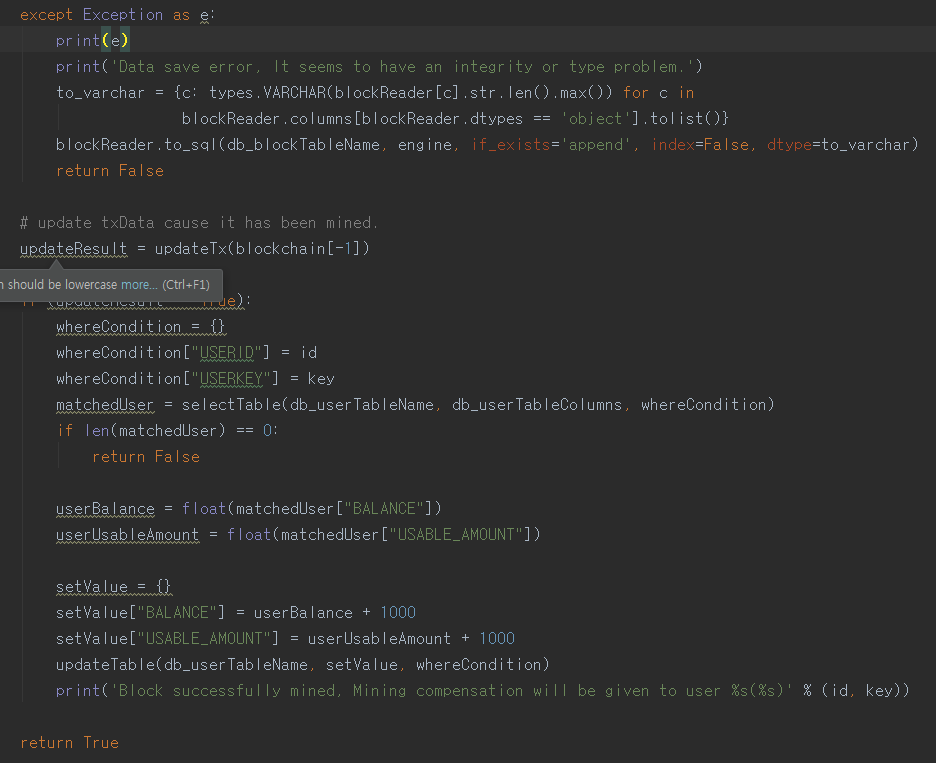 except Exception as e:
print(e)
print('Data save error, It seems to have an integrity or type problem.')
to_varchar = {c: types.VARCHAR(blockReader[c].str.len().max()) for c in
blockReader.columns[blockReader.dtypes == 'object'].tolist()}
blockReader.to_sql(db_blockTableName, engine, if_exists='append', index=False, dtype=to_varchar)
return False
# update txData cause it has been mined.
updateResult = updateTx(blockchain[-1])
n should be lowercase more... (Ctrl+F1)
whereCondition = {}
whereCondition["USERID"] = id
whereCondition["USERKEY"] = key
matchedUser = selectTable(db_userTableName, db_userTableColumns, whereCondition)
if len(matchedUser) == 0:
return False
userBalance = float(matchedUser["BALANCE"])
userUsableAmount = float(matchedUser["USABLE_AMOUNT"])
setValue = {}
setValue["BALANCE"] = userBalance + 1000
setValue["USABLE_AMOUNT"] = userUsableAmount + 1000
updateTable(db_userTableName, setValue, whereCondition)
print('Block successfully mined, Mining compensation will be given to user %s(%s)' % (id, key))
return True